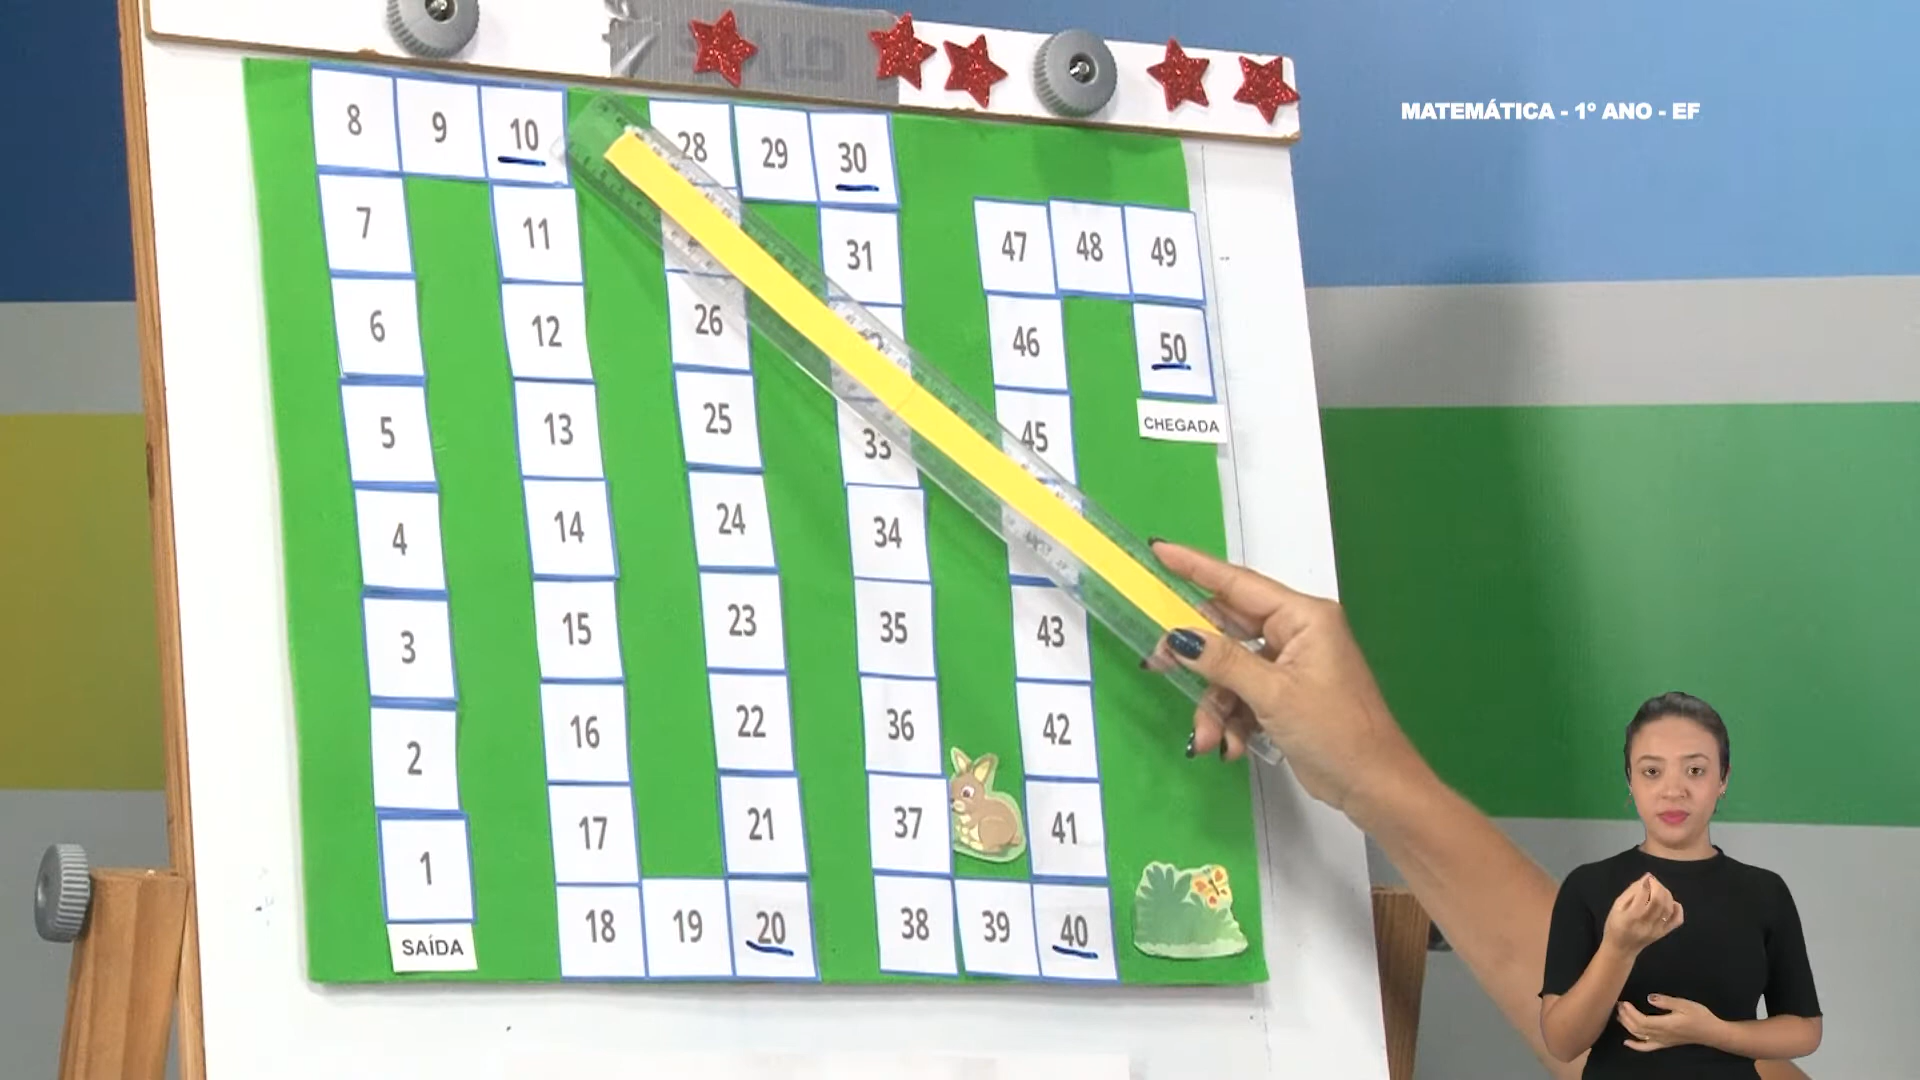 MATEMÁTICA - 1º ANO - EF
8 9 10 28 29 30
7 11 31 47 48 49
6 12 26 46 50
5 13 25 33 45 CHEGADA
4 14 24 34
3 15 23 35 43
2 16 22 36 42
1 17 21 37 41
SAÍDA 18 19 20 38 39 40